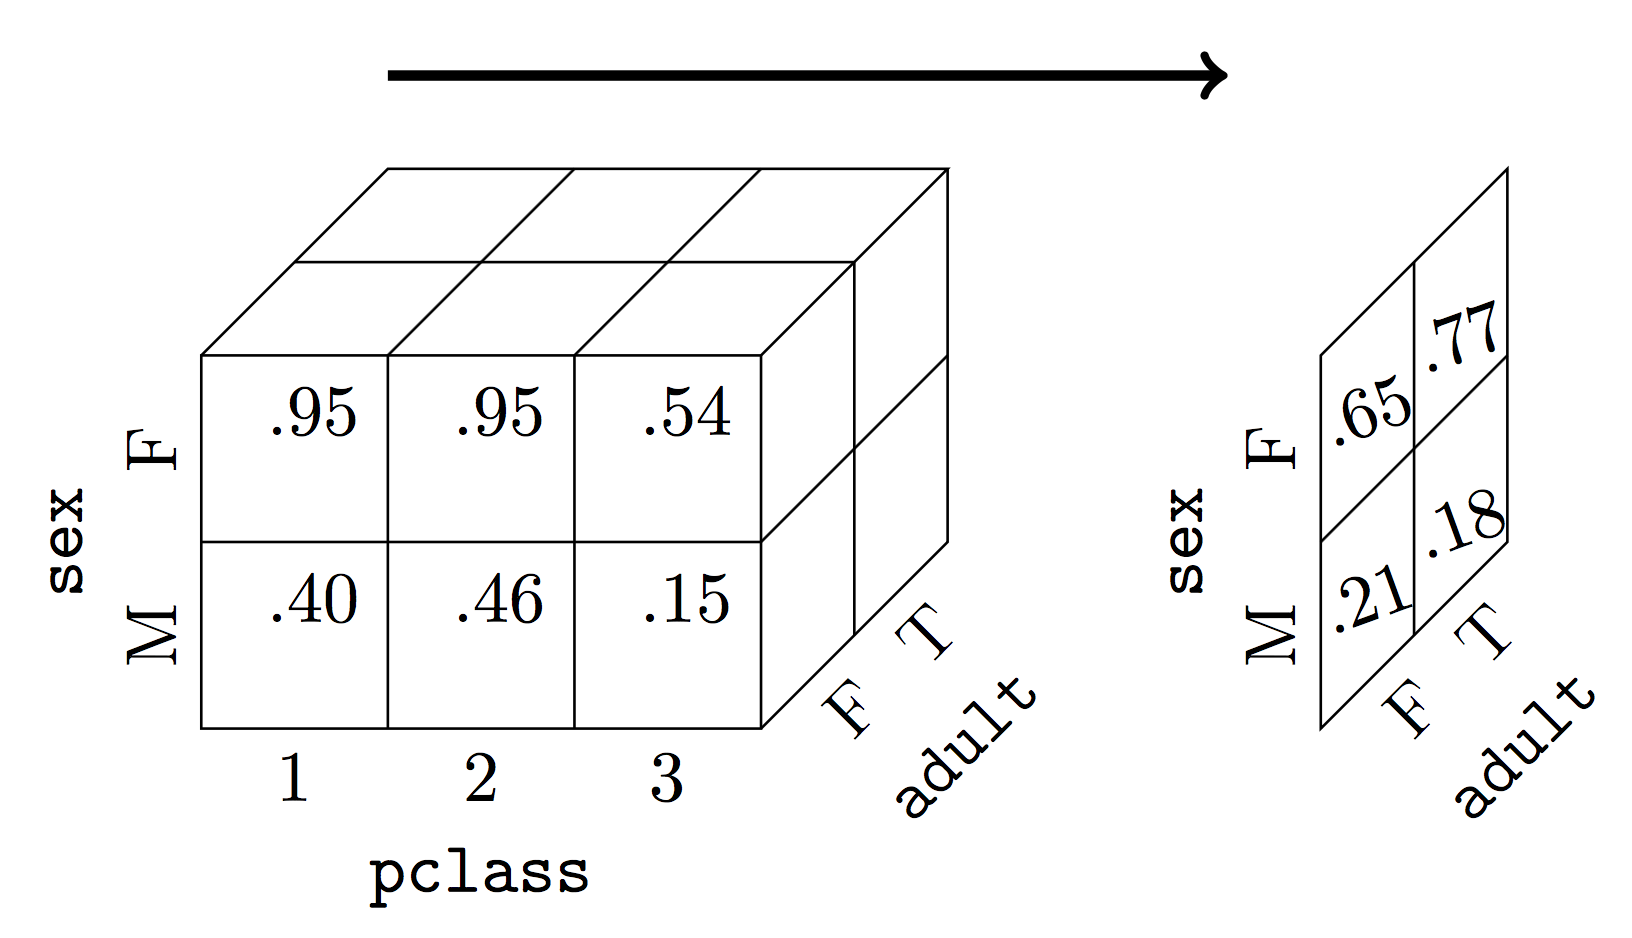 sex
F
M
.95 .95 .54
.40 .46 .15
1 2 3
pclass
F T
adult
sex
F
M
.65 .77
.21 .18
F T
adult